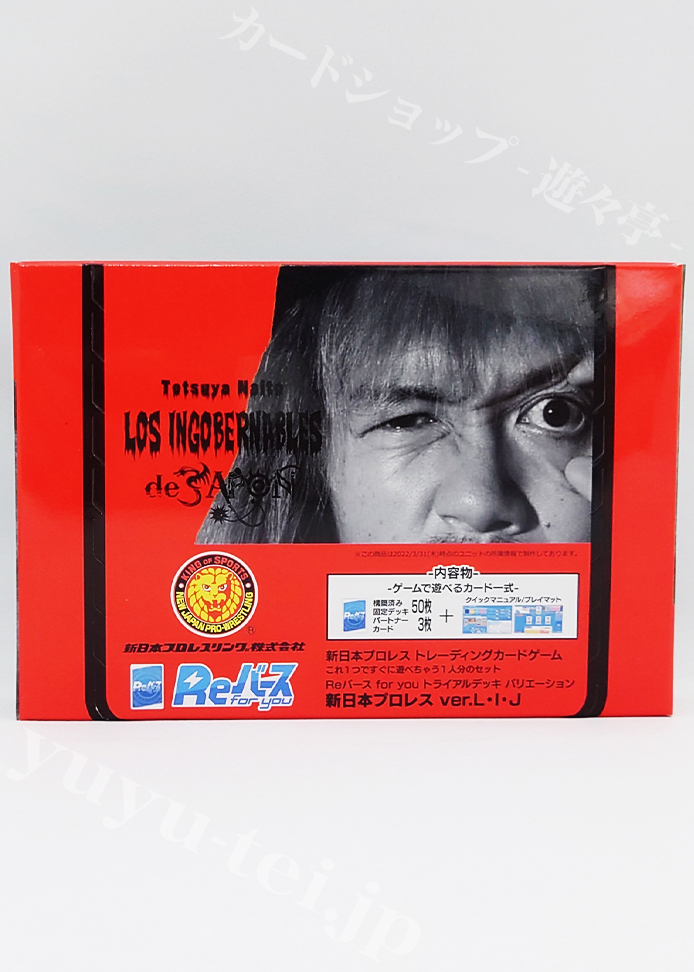 カードショップ -遊々亭-
Tetsuya Naito
LOS INGOBERNABLES
de JAPON
※この商品は2022/3/31(木)時点のユニットの所属情報で制作しております。
KING OF SPORTS
NEW JAPAN PRO-WRESTLING
®
新日本プロレスリング株式会社
-内容物-
-ゲームで遊べるカード一式-
構築済み
固定デッキ 50枚
パートナー
カード 3枚
+
クイックマニュアル/プレイマット
Reバース
for you
新日本プロレス トレーディングカードゲーム
これ1つですぐに遊べちゃう1人分のセット
Reバース for you トライアルデッキ バリエーション
新日本プロレス ver.L・I・J
yuyu-tei.jp